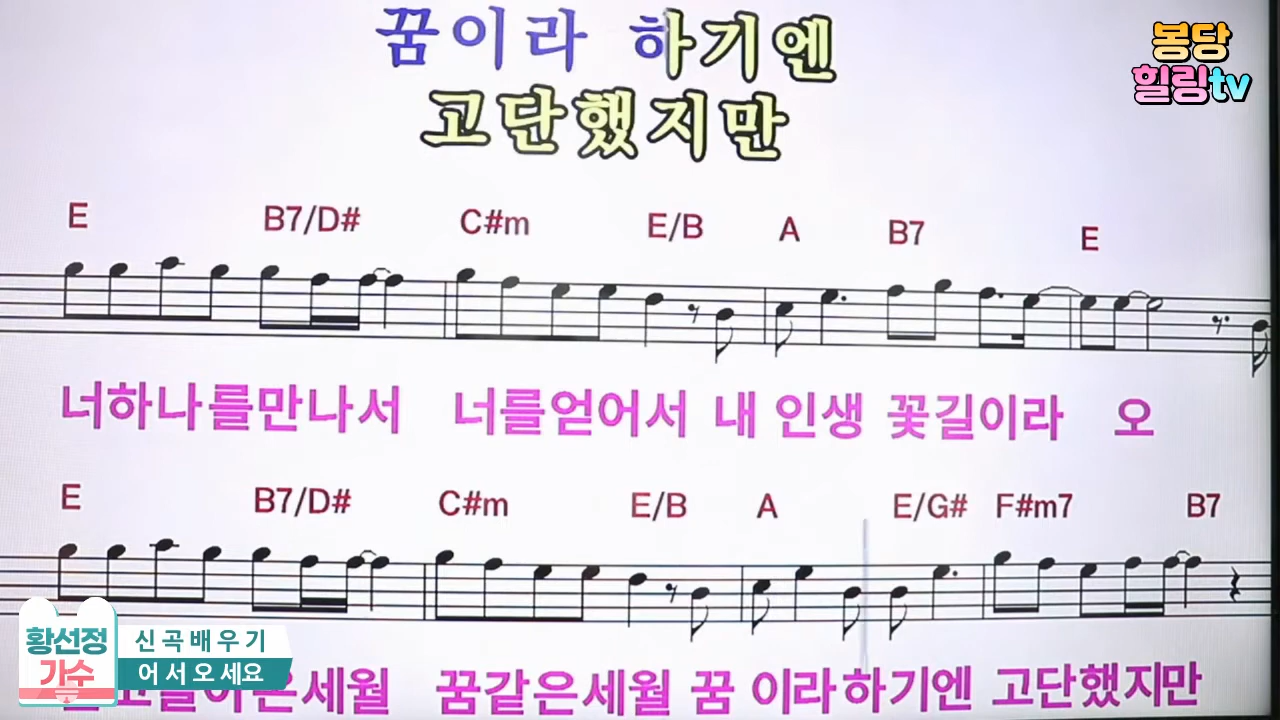 꿈이라 하기엔
고단했지만
봉당
힐링tv
E B7/D# C#m E/B A B7 E
너하나를만나서 너를얻어서 내 인생 꽃길이라 오
E B7/D# C#m E/B A E/G# F#m7 B7
은세월 꿈같은세월 꿈 이라하기엔 고단했지만
황선정
가수
신곡배우기
어서오세요